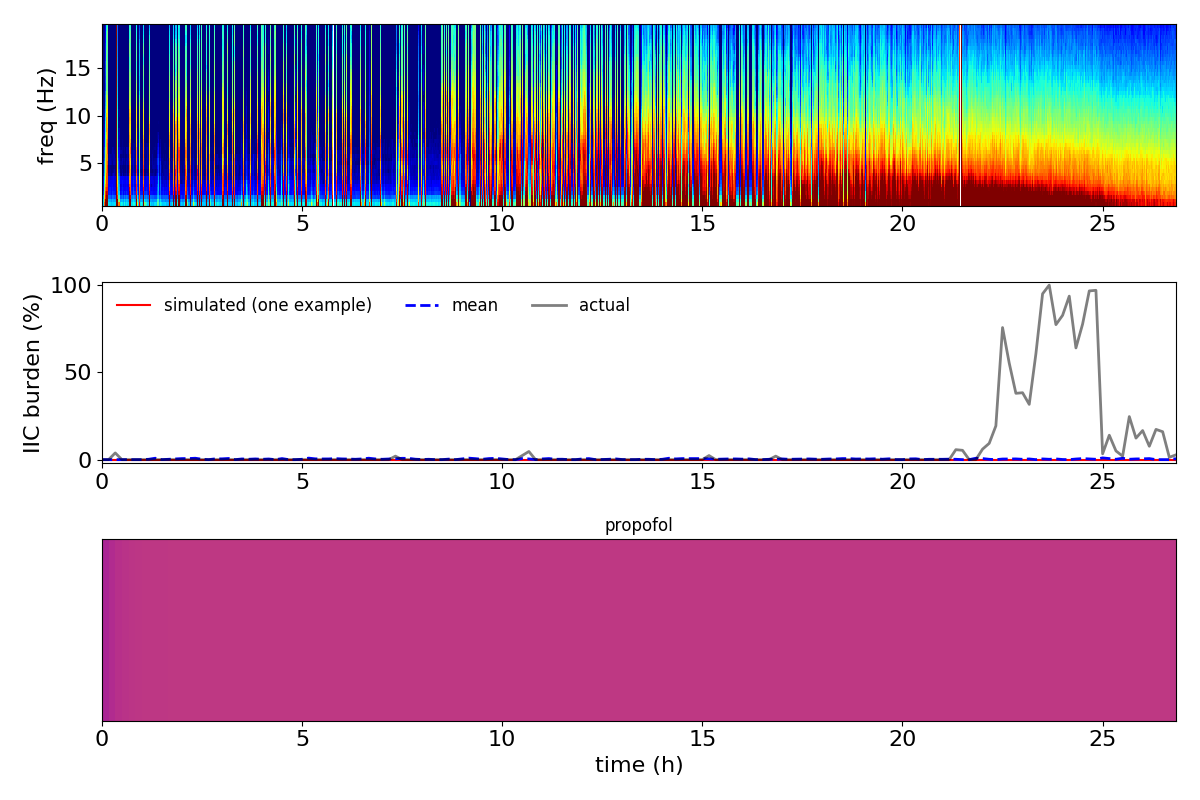 freq (Hz)
15
10
5
0 5 10 15 20 25
IIC burden (%)
100
50
0
simulated (one example) mean actual
0 5 10 15 20 25
propofol
0 5 10 15 20 25
time (h)